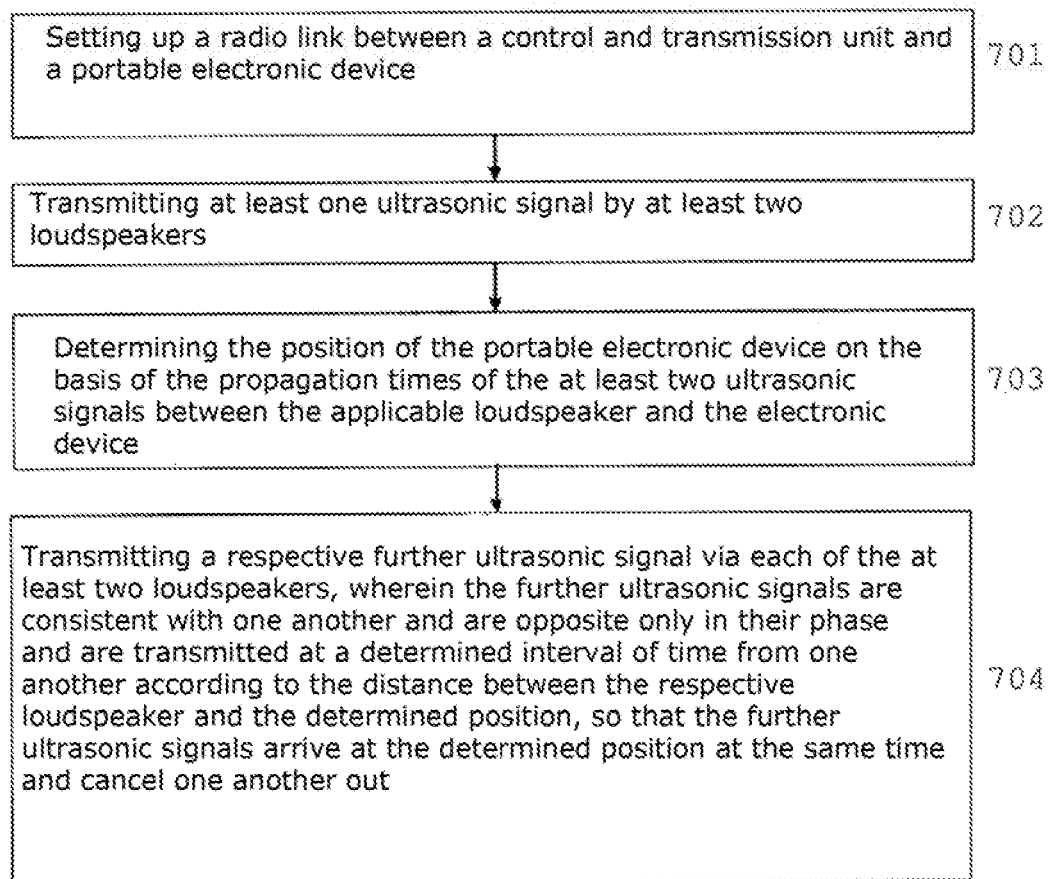 Setting up a radio link between a control and transmission unit and
a portable electronic device
701
Transmitting at least one ultrasonic signal by at least two
loudspeakers
702
Determining the position of the portable electronic device on the
basis of the propagation times of the at least two ultrasonic
signals between the applicable loudspeaker and the electronic
device
703
Transmitting a respective further ultrasonic signal via each of the at
least two loudspeakers, wherein the further ultrasonic signals are
consistent with one another and are opposite only in their phase
and are transmitted at a determined interval of time from one
another according to the distance between the respective
loudspeaker and the determined position, so that the further
ultrasonic signals arrive at the determined position at the same time
and cancel one another out
704